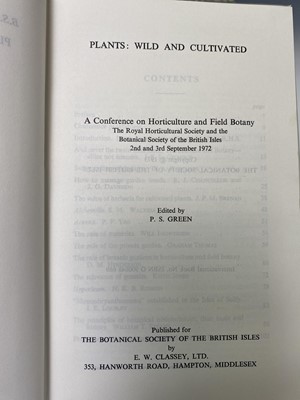 PLANTS: WILD AND CULTIVATED
A Conference on Horticulture and Field Botany
The Royal Horticultural Society and the
Botanical Society of the British Isles
2nd and 3rd September 1972
Edited by
P. S. GREEN
Published for
THE BOTANICAL SOCIETY OF THE BRITISH ISLES
by
E. W. CLASSEY, LTD.
353, HANWORTH ROAD, HAMPTON, MIDDLESEX